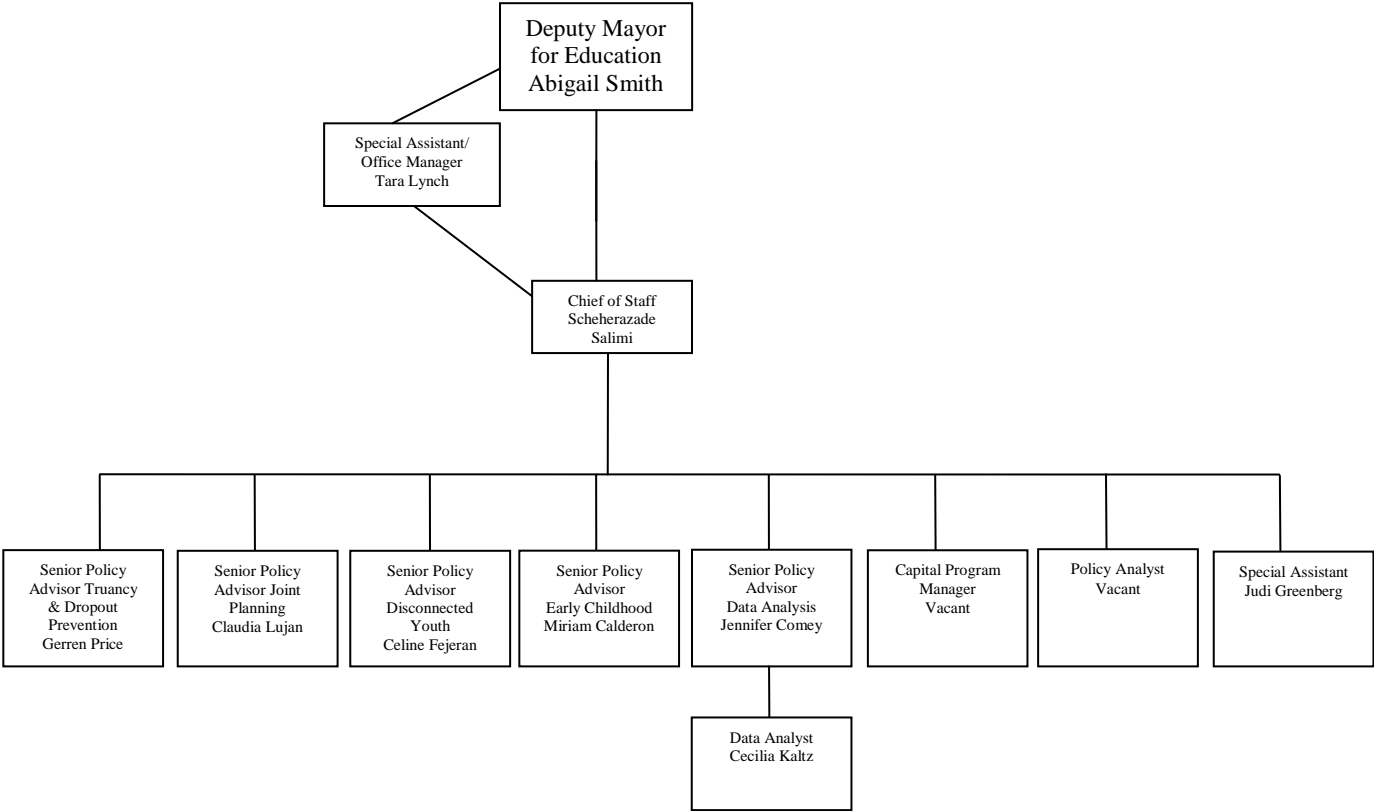 Deputy Mayor
for Education
Abigail Smith
Special Assistant/
Office Manager
Tara Lynch
Chief of Staff
Scheherazade
Salimi
Senior Policy
Advisor Truancy
& Dropout
Prevention
Gerren Price
Senior Policy
Advisor Joint
Planning
Claudia Lujan
Senior Policy
Advisor
Disconnected
Youth
Celine Fejeran
Senior Policy
Advisor
Early Childhood
Miriam Calderon
Senior Policy
Advisor
Data Analysis
Jennifer Comey
Capital Program
Manager
Vacant
Policy Analyst
Vacant
Special Assistant
Judi Greenberg
Data Analyst
Cecilia Kaltz